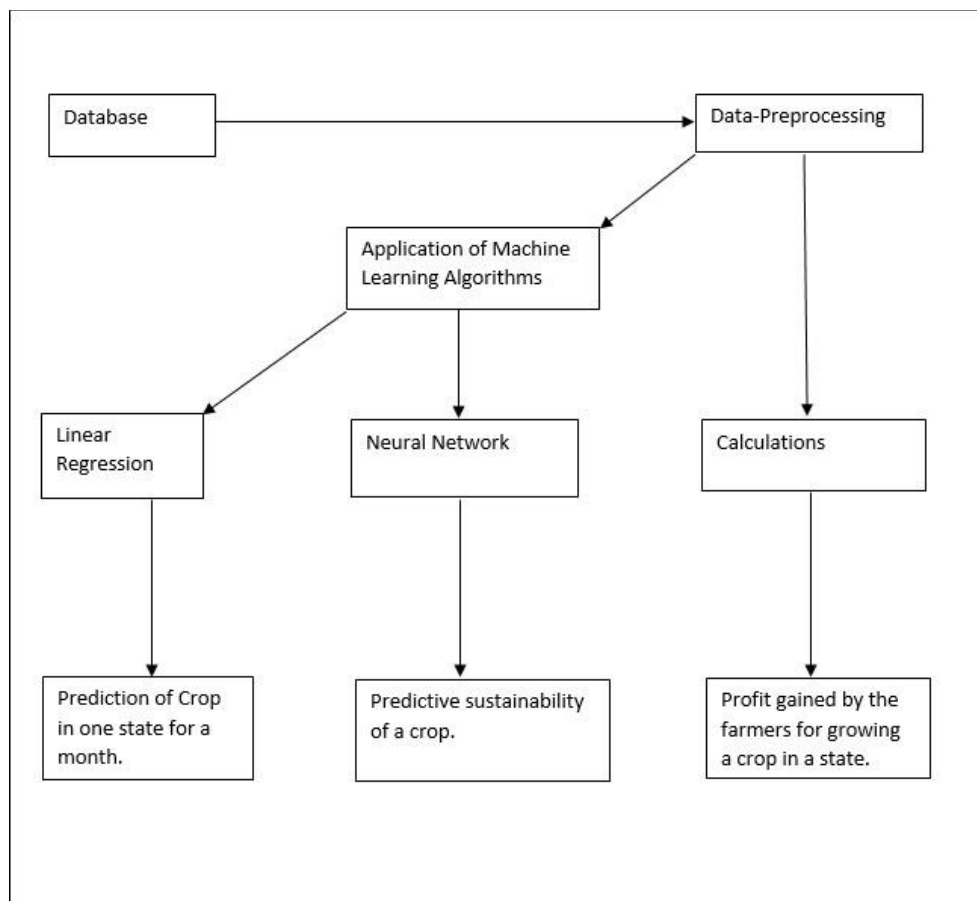 Database
Data-Preprocessing
Application of Machine
Learning Algorithms
Linear
Regression
Neural Network
Calculations
Prediction of Crop
in one state for a
month.
Predictive sustainability
of a crop.
Profit gained by the
farmers for growing
a crop in a state.